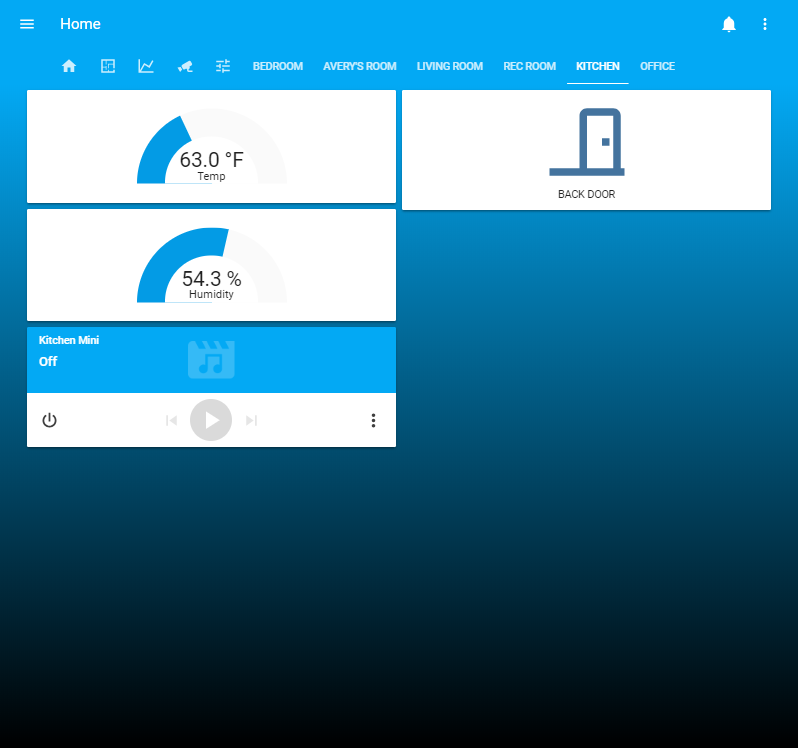 Home
BEDROOM AVERY'S ROOM LIVING ROOM REC ROOM KITCHEN OFFICE
63.0 °F
Temp
54.3 %
Humidity
Kitchen Mini
Off
BACK DOOR